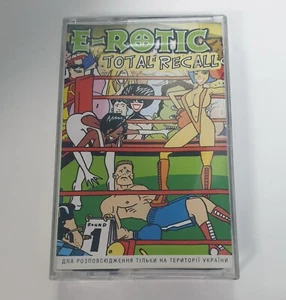 E-ROTIC
TOTAL RECALL
ROUND
1
ДЛЯ РОЗПОВСЮДЖЕННЯ ТІЛЬКИ НА ТЕРИТОРІЇ УКРАЇНИ